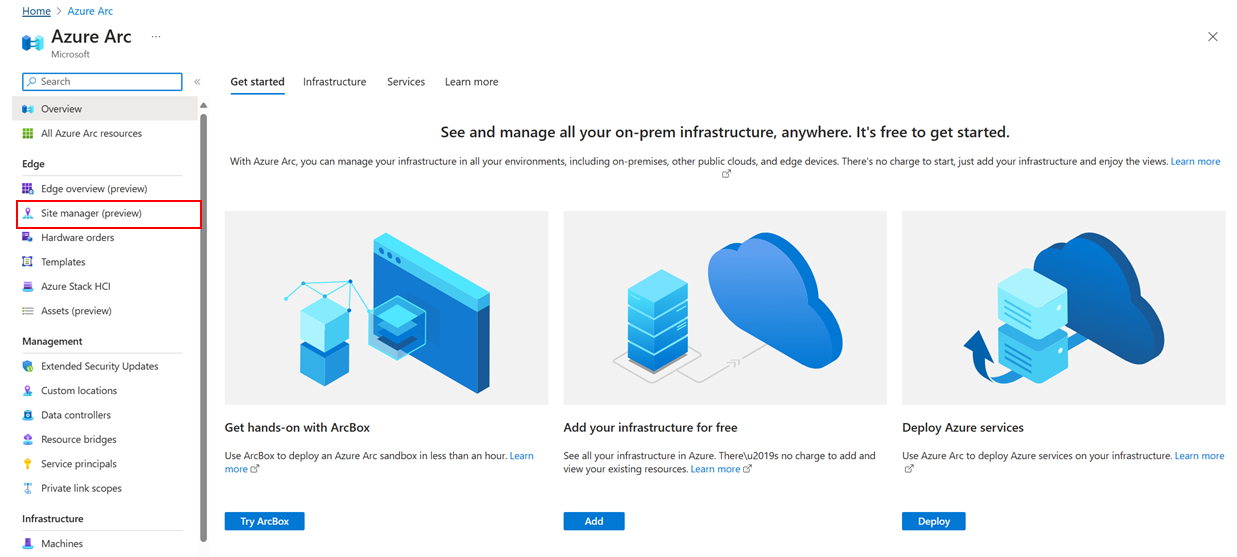 Home > Azure Arc
Azure Arc ...
Microsoft
Search «
Overview
All Azure Arc resources
Edge
Edge overview (preview)
Site manager (preview)
Hardware orders
Templates
Azure Stack HCI
Assets (preview)
Management
Extended Security Updates
Custom locations
Data controllers
Resource bridges
Service principals
Private link scopes
Infrastructure
Machines
Get started Infrastructure Services Learn more
See and manage all your on-prem infrastructure, anywhere. It's free to get started.
With Azure Arc, you can manage your infrastructure in all your environments, including on-premises, other public clouds, and edge devices. There's no charge to start, just add your infrastructure and enjoy the views. Learn more
Get hands-on with ArcBox
Use ArcBox to deploy an Azure Arc sandbox in less than an hour. Learn
more
Try ArcBox
Add your infrastructure for free
See all your infrastructure in Azure. There\u2019s no charge to add and
view your existing resources. Learn more
Add
Deploy Azure services
Use Azure Arc to deploy Azure services on your infrastructure. Learn more
Deploy